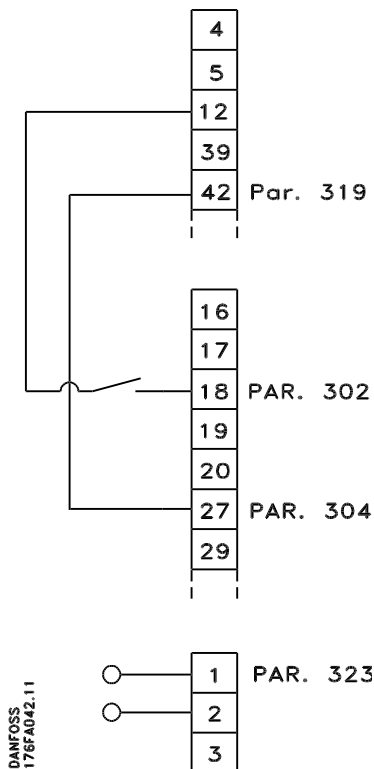 4
5
12
39
42 Par. 319
16
17
18 PAR. 302
19
20
27 PAR. 304
29
1 PAR. 323
2
3
DANFOSS
176FA042.11